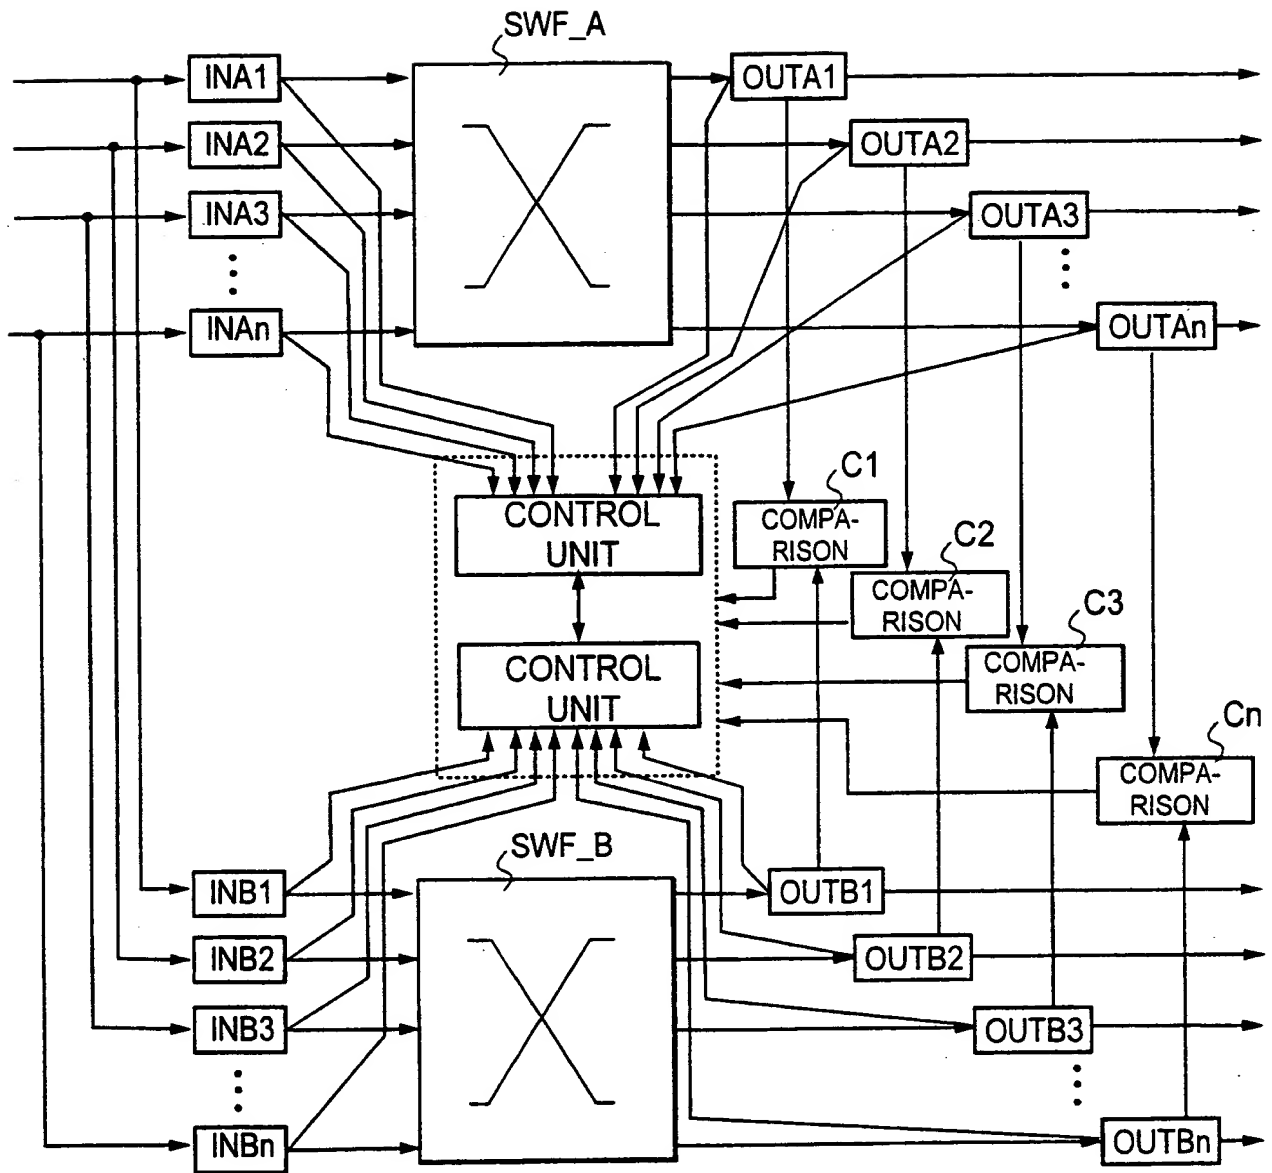 SWF_A
INA1
OUTA1
INA2
OUTA2
INA3
OUTA3
INAn
OUTAn
CONTROL
UNIT
C1
COMPA-
RISON
C2
COMPA-
RISON
C3
COMPA-
RISON
CONTROL
UNIT
Cn
COMPA-
RISON
SWF_B
INB1
OUTB1
INB2
OUTB2
INB3
OUTB3
INBn
OUTBn